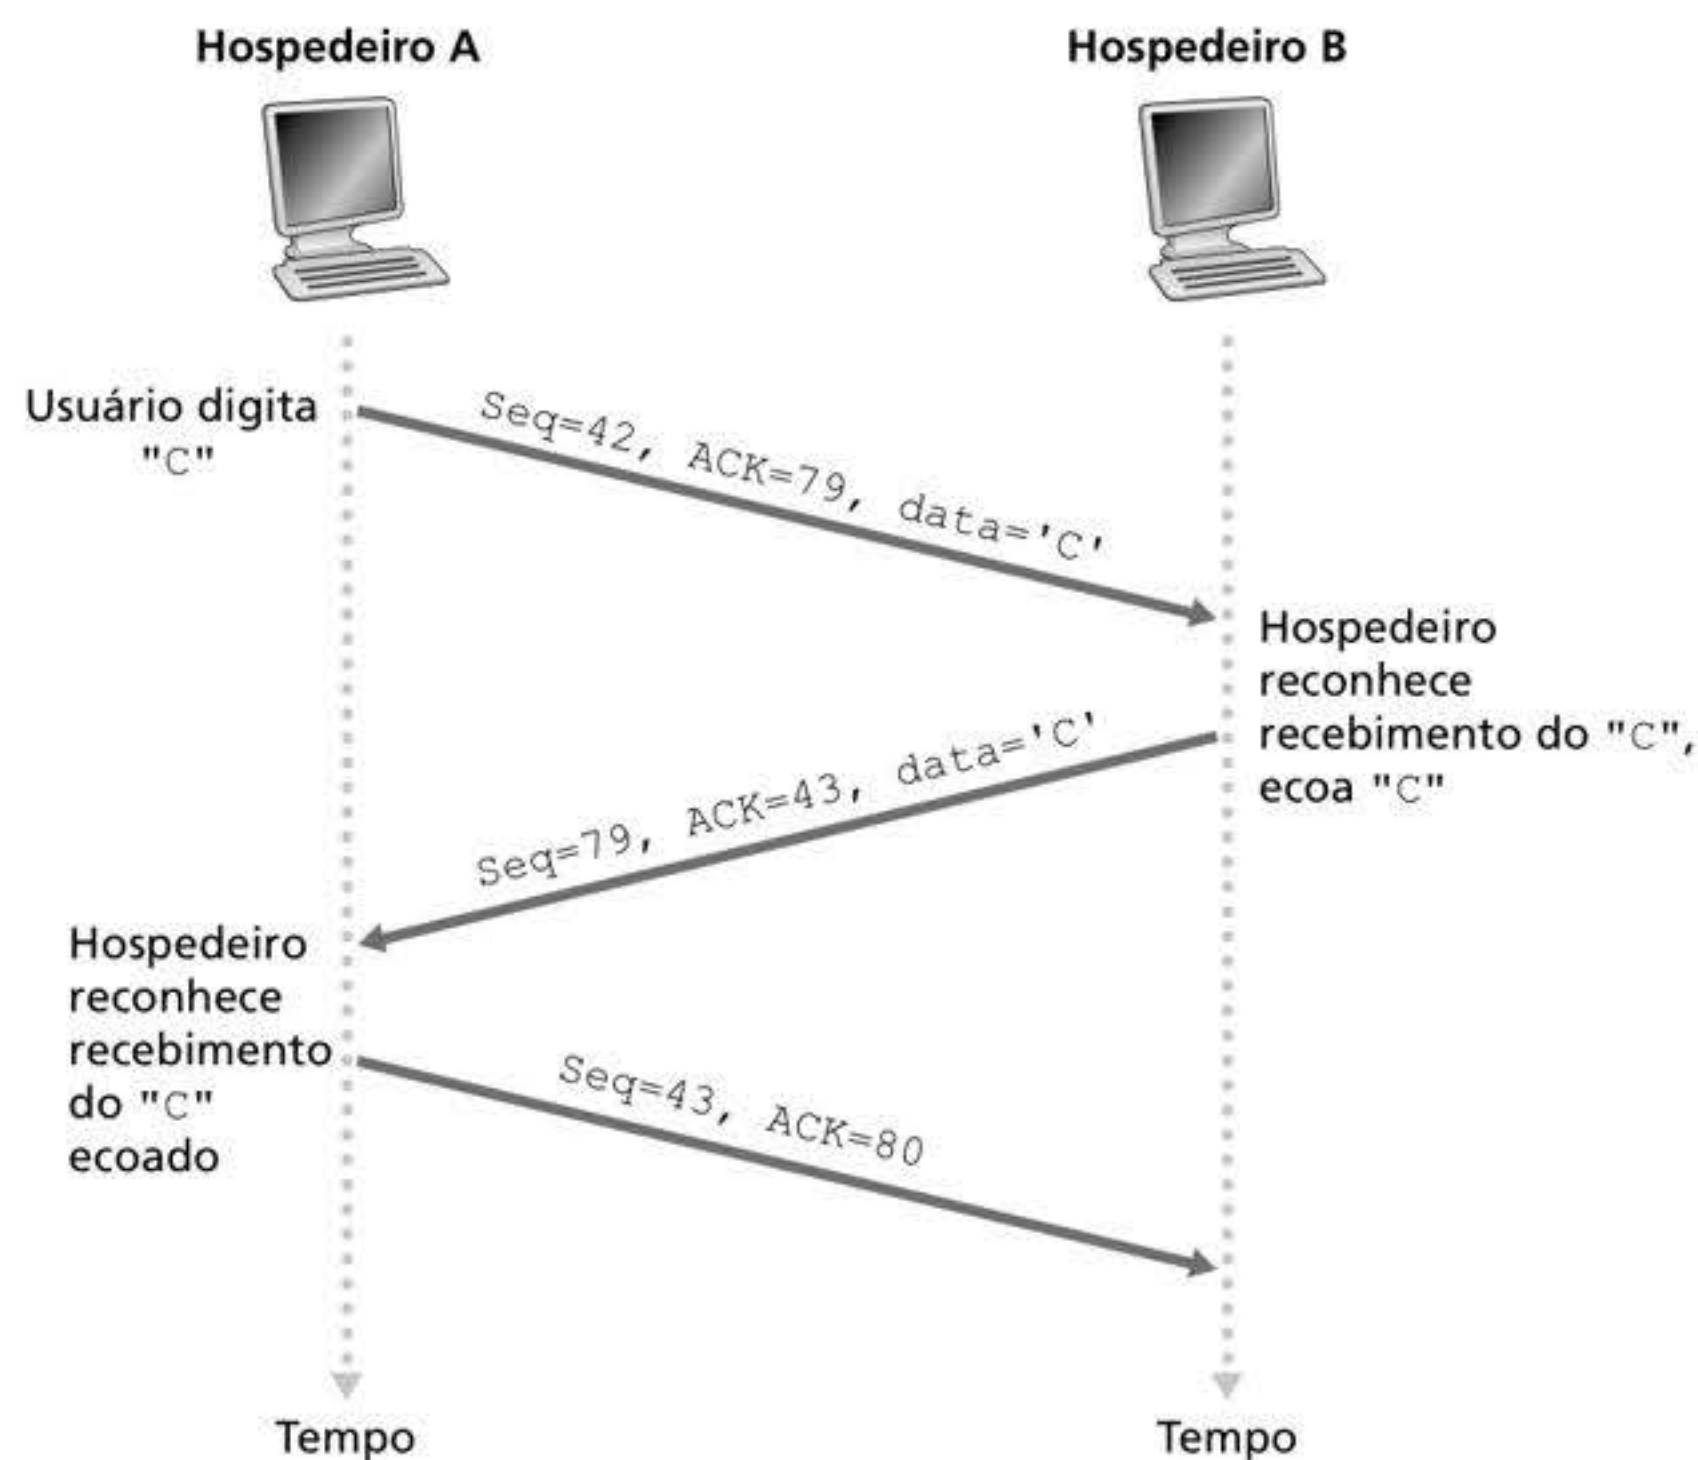 Hospedeiro A
Hospedeiro B
Usuário digita
"C"
Seq=42, ACK=79, data='C'
Hospedeiro
reconhece
recebimento do "C",
ecoa "C"
Seq=79, ACK=43, data='C'
Hospedeiro
reconhece
recebimento
do "C"
ecoado
Seq=43, ACK=80
Tempo
Tempo